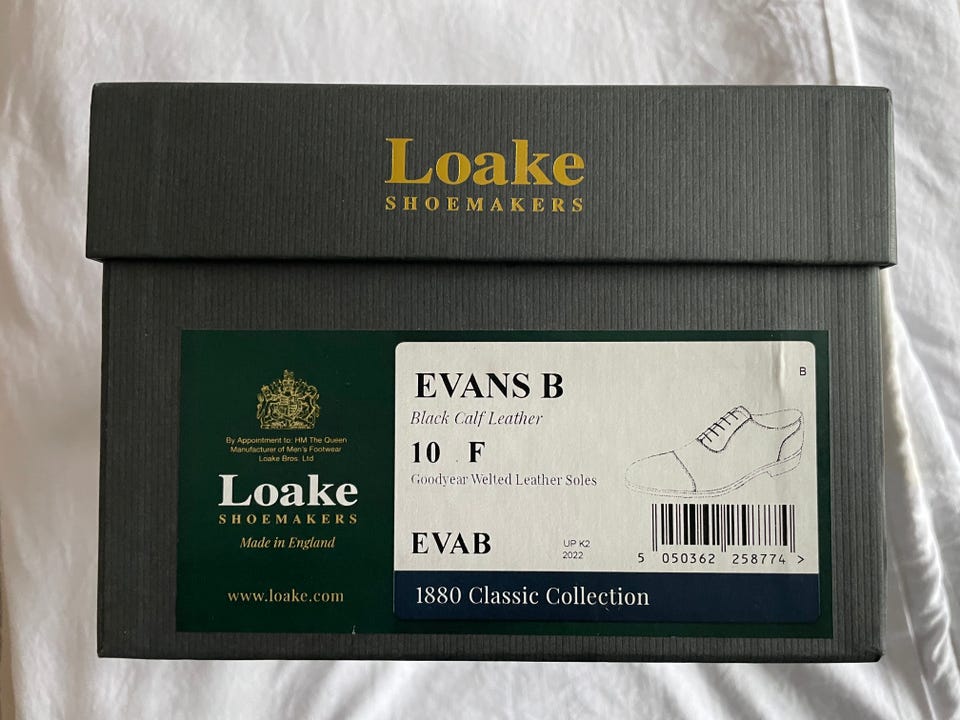 Loake
SHOEMAKERS
By Appointment to: HM The Queen
Manufacturer of Men's Footwear
Loake Bros. Ltd
Loake
SHOEMAKERS
Made in England
www.loake.com
EVANS B
B
Black Calf Leather
10 F
Goodyear Welted Leather Soles
EVAB
UP K2
2022
5 050362 258774 >
1880 Classic Collection